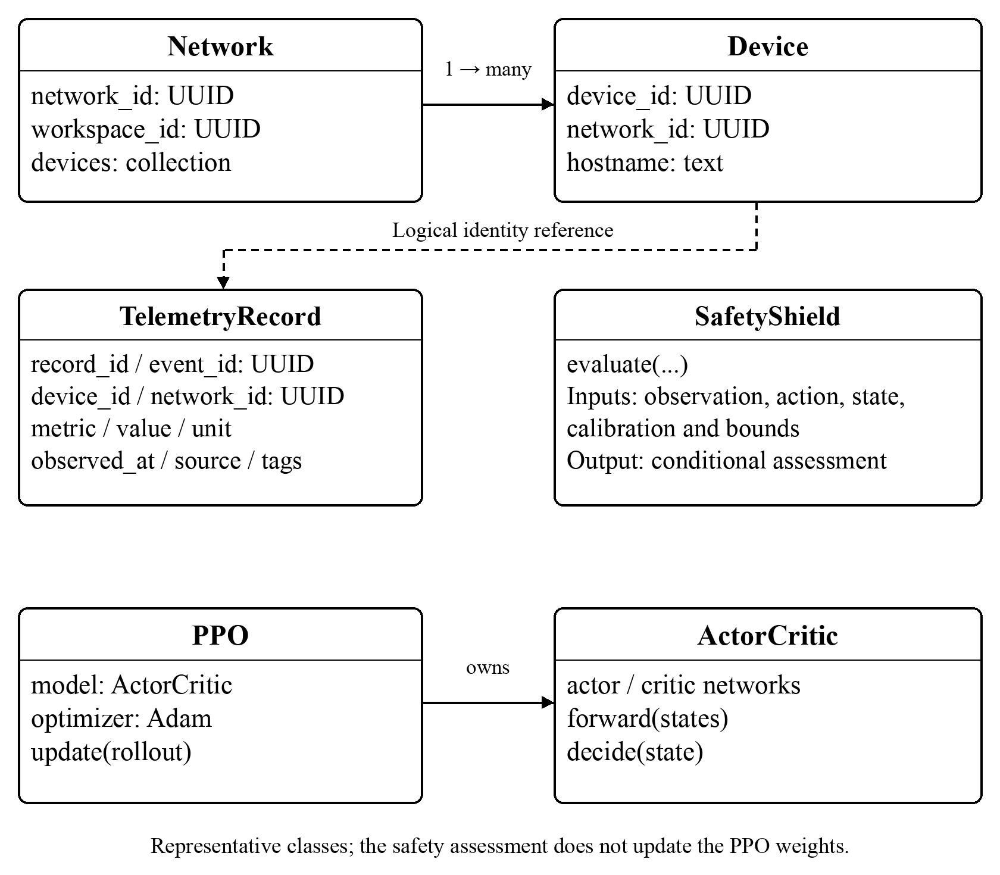 Network
network_id: UUID
workspace_id: UUID
devices: collection
1 → many
Device
device_id: UUID
network_id: UUID
hostname: text
Logical identity reference
TelemetryRecord
record_id / event_id: UUID
device_id / network_id: UUID
metric / value / unit
observed_at / source / tags
SafetyShield
evaluate(...)
Inputs: observation, action, state,
calibration and bounds
Output: conditional assessment
PPO
model: ActorCritic
optimizer: Adam
update(rollout)
owns
ActorCritic
actor / critic networks
forward(states)
decide(state)
Representative classes; the safety assessment does not update the PPO weights.